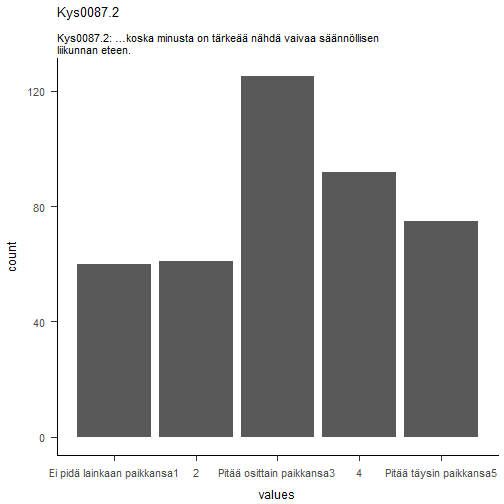 Kys0087.2
Kys0087.2: …koska minusta on tärkeää nähdä vaivaa säännöllisen
liikunnan eteen.
120
80
40
0
count
Ei pidä lainkaan paikkansa1 2 Pitää osittain paikkansa3 4 Pitää täysin paikkansa5
values